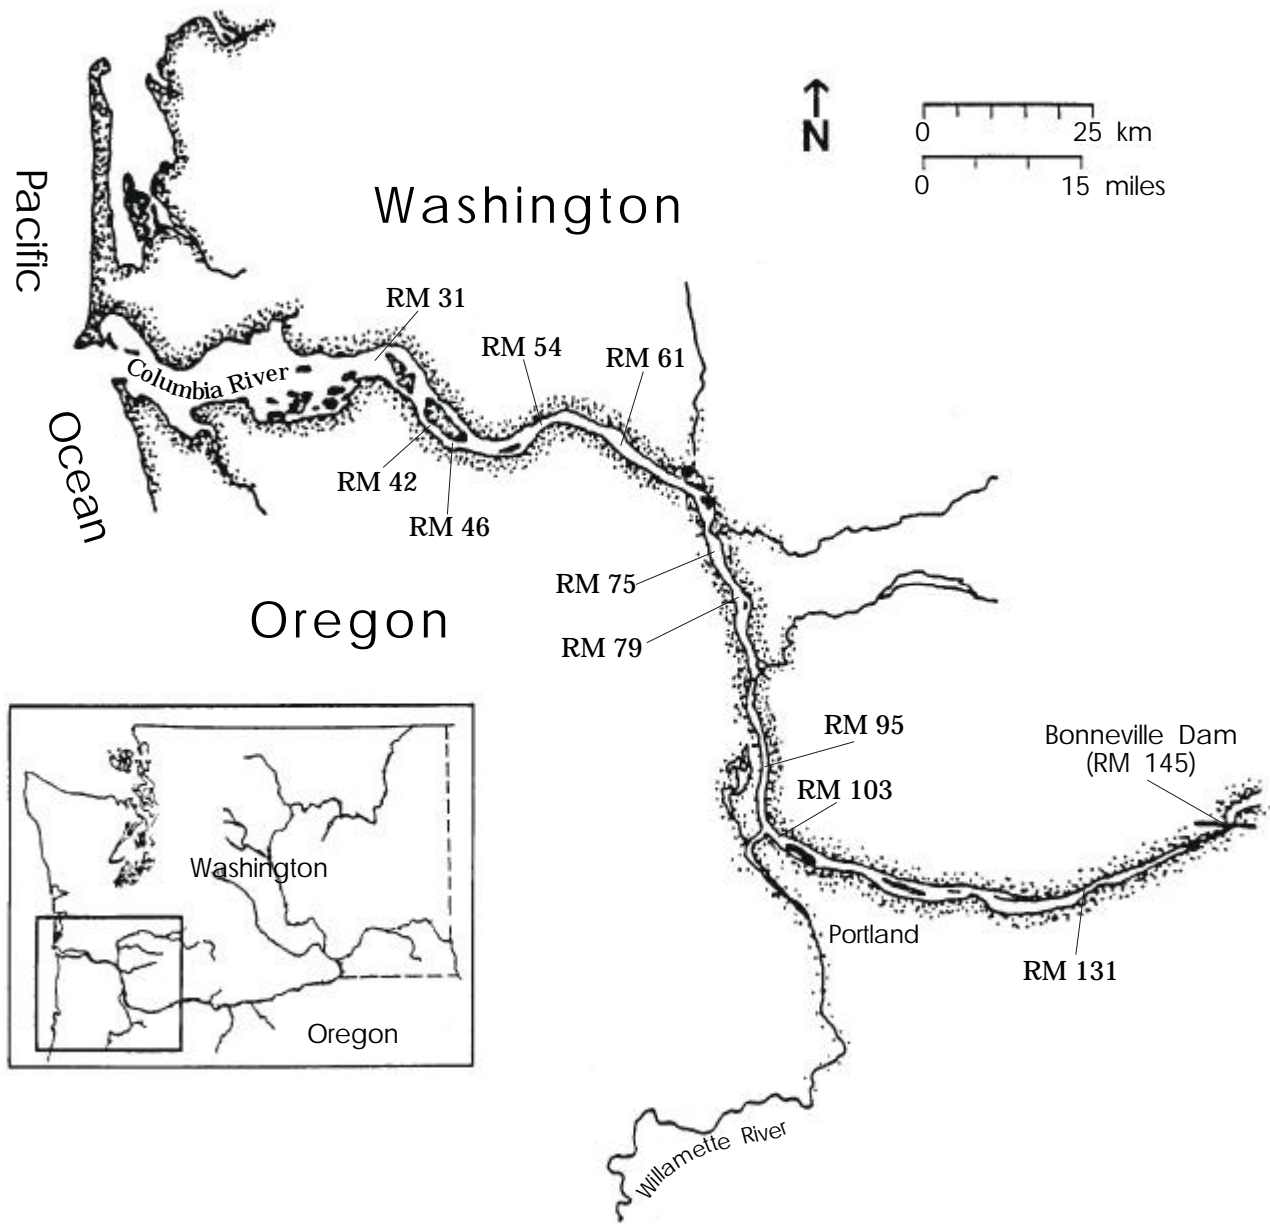 N
0 25 km
0 15 miles
Pacific
Ocean
Washington
RM 31
RM 54
RM 61
Columbia River
RM 42
RM 46
RM 75
Oregon
RM 79
RM 95
Bonneville Dam
(RM 145)
RM 103
Portland
RM 131
Willamette River
Washington
Oregon